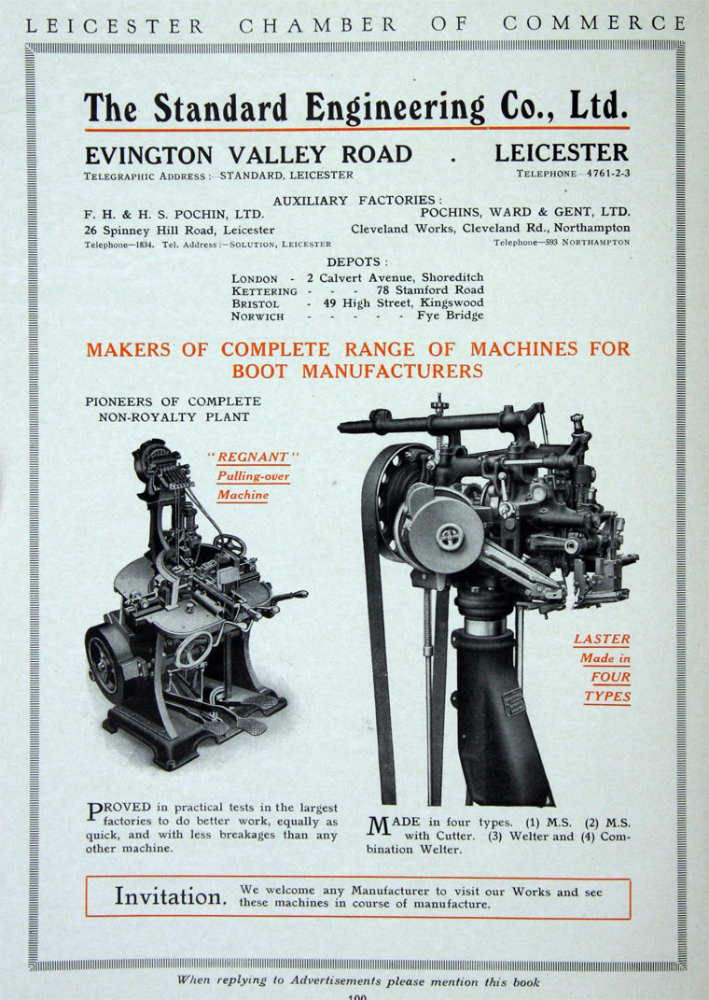 LEICESTER CHAMBER OF COMMERCE
The Standard Engineering Co., Ltd.
EVINGTON VALLEY ROAD . LEICESTER
TELEGRAPHIC ADDRESS :—STANDARD, LEICESTER
TELEPHONE—4761-2-3
AUXILIARY FACTORIES :
F. H. & H. S. POCHIN, LTD.
26 Spinney Hill Road, Leicester
Telephone—1834. Tel. Address:—SOLUTION, LEICESTER
POCHINS, WARD & GENT, LTD.
Cleveland Works, Cleveland Rd., Northampton
Telephone—593 NORTHAMPTON
DEPOTS :
LONDON - 2 Calvert Avenue, Shoreditch
KETTERING - - - 78 Stamford Road
BRISTOL - 49 High Street, Kingswood
NORWICH - - - - - Fye Bridge
MAKERS OF COMPLETE RANGE OF MACHINES FOR
BOOT MANUFACTURERS
PIONEERS OF COMPLETE
NON-ROYALTY PLANT
"REGNANT"
Pulling-over
Machine
LASTER
Made in
FOUR
TYPES
PROVED in practical tests in the largest
factories to do better work, equally as
quick, and with less breakages than any
other machine.
MADE in four types. (1) M.S. (2) M.S.
with Cutter. (3) Welter and (4) Com-
bination Welter.
Invitation. We welcome any Manufacturer to visit our Works and see
these machines in course of manufacture.
When replying to Advertisements please mention this book